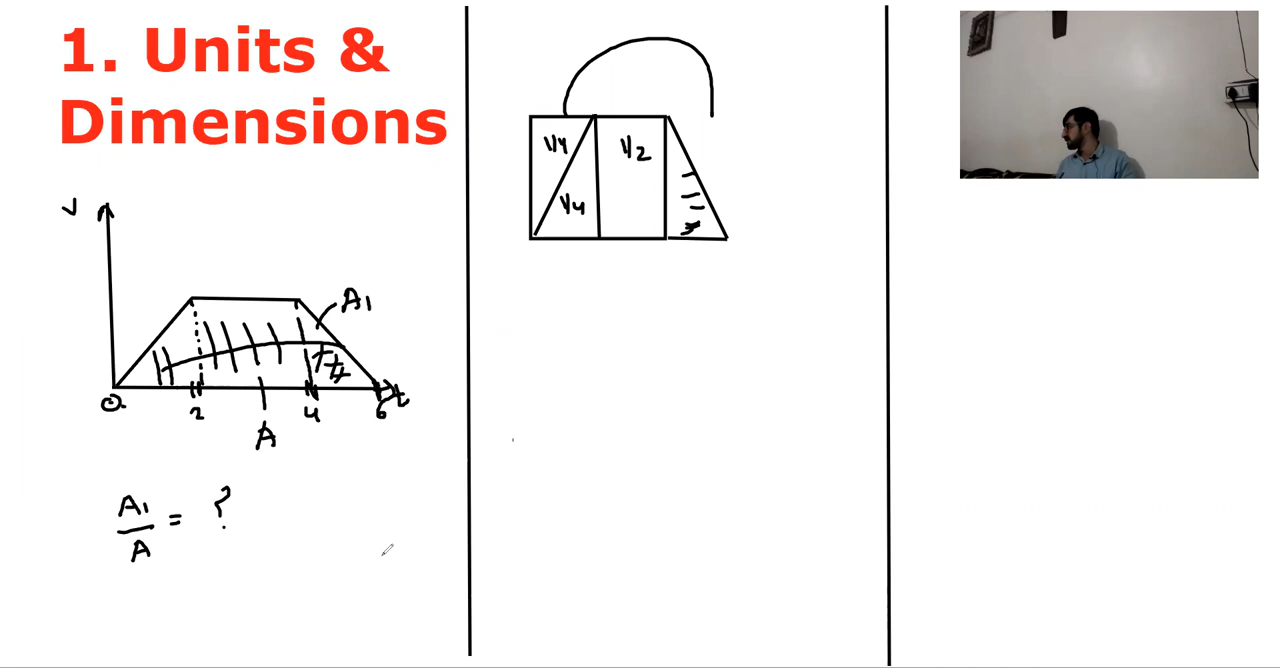 1. Units &
Dimensions
v
A1
0
2
4
6
t
A
A1/A = ?
1/4
1/2
1/4